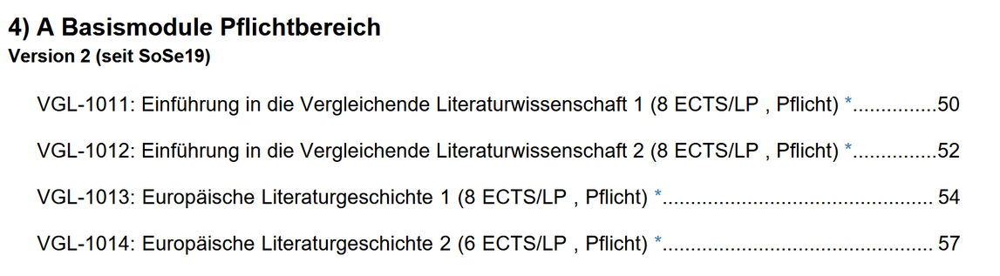 4) A Basismodule Pflichtbereich
Version 2 (seit SoSe19)
VGL-1011: Einführung in die Vergleichende Literaturwissenschaft 1 (8 ECTS/LP , Pflicht) *...............50
VGL-1012: Einführung in die Vergleichende Literaturwissenschaft 2 (8 ECTS/LP , Pflicht) *...............52
VGL-1013: Europäische Literaturgeschichte 1 (8 ECTS/LP , Pflicht) *................................................ 54
VGL-1014: Europäische Literaturgeschichte 2 (6 ECTS/LP , Pflicht) *................................................ 57